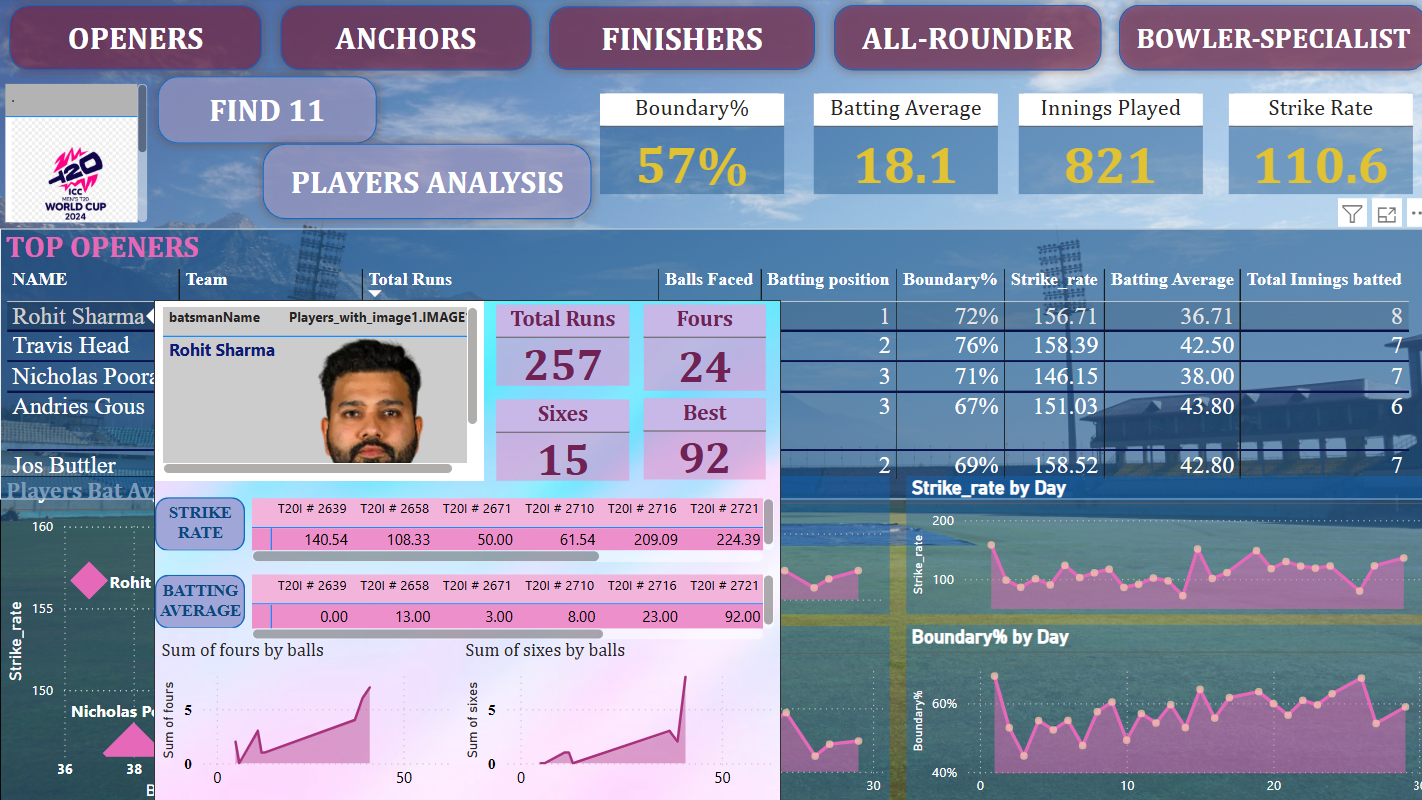 OPENERS
ANCHORS
FINISHERS
ALL-ROUNDER
BOWLER-SPECIALIST
FIND 11
PLAYERS ANALYSIS
T20
ICC
MEN'S T20
WORLD CUP
2024
Boundary%
57%
Batting Average
18.1
Innings Played
821
Strike Rate
110.6
TOP OPENERS
NAME Team Total Runs Balls Faced Batting position Boundary% Strike_rate Batting Average Total Innings batted
Rohit Sharma 1 72% 156.71 36.71 8
Travis Head 2 76% 158.39 42.50 7
Nicholas Poora 3 71% 146.15 38.00 7
Andries Gous 3 67% 151.03 43.80 6
Jos Buttler 2 69% 158.52 42.80 7
batsmanName Players_with_image1.IMAGE
Rohit Sharma
Total Runs
257
Fours
24
Sixes
15
Best
92
STRIKE
RATE
T20I # 2639 T20I # 2658 T20I # 2671 T20I # 2710 T20I # 2716 T20I # 2721
140.54 108.33 50.00 61.54 209.09 224.39
BATTING
AVERAGE
T20I # 2639 T20I # 2658 T20I # 2671 T20I # 2710 T20I # 2716 T20I # 2721
0.00 13.00 3.00 8.00 23.00 92.00
Sum of fours by balls
Sum of fours
5
0
0 50
Sum of sixes by balls
Sum of sixes
5
0
0 50
Players Bat Av
Strike_rate
160
155
150
Rohit
Nicholas Po
36 38
B
30
Strike_rate by Day
Strike_rate
200
100
Boundary% by Day
Boundary%
60%
40%
0 10 20 30